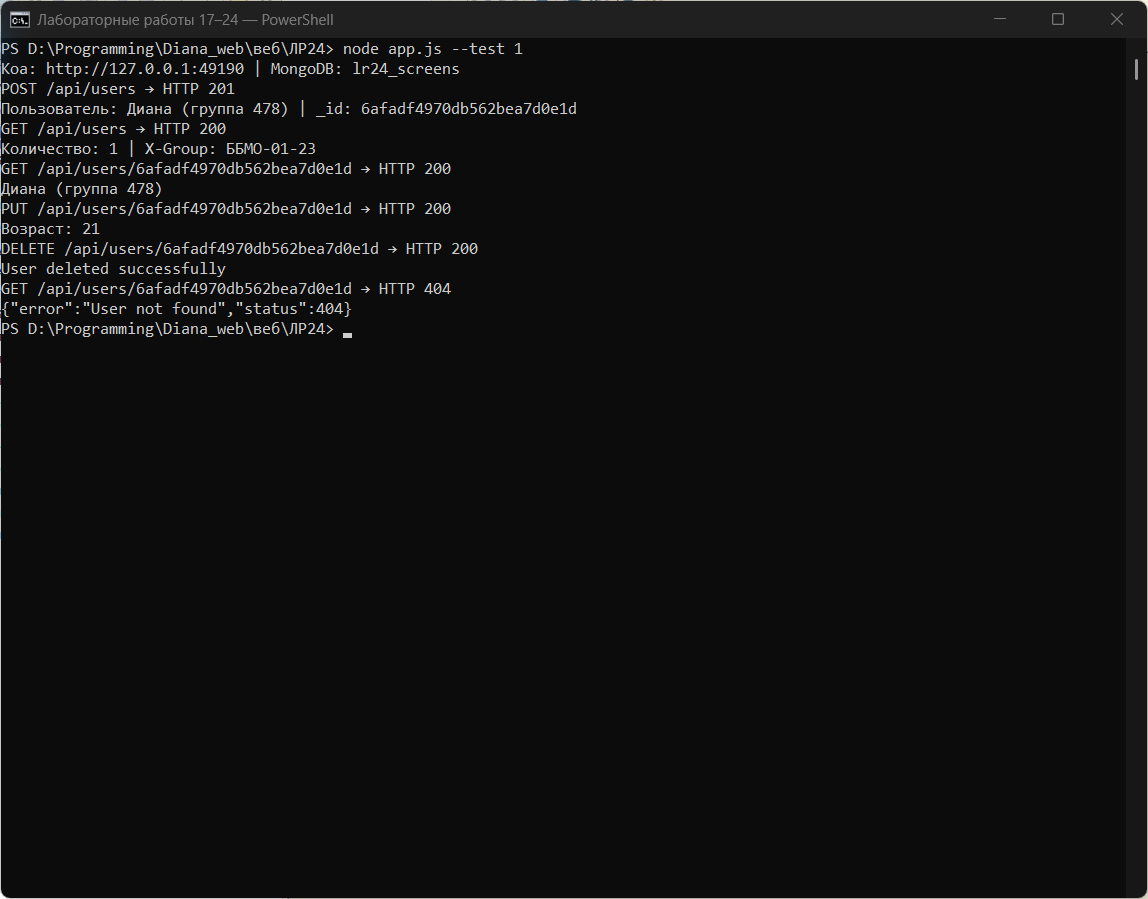 Лабораторные работы 17–24 — PowerShell
PS D:\Programming\Diana_web\веб\ЛР24> node app.js --test 1
Koa: http://127.0.0.1:49190 | MongoDB: lr24_screens
POST /api/users → HTTP 201
Пользователь: Диана (группа 478) | _id: 6afadf4970db562bea7d0e1d
GET /api/users → HTTP 200
Количество: 1 | X-Group: ББМО-01-23
GET /api/users/6afadf4970db562bea7d0e1d → HTTP 200
Диана (группа 478)
PUT /api/users/6afadf4970db562bea7d0e1d → HTTP 200
Возраст: 21
DELETE /api/users/6afadf4970db562bea7d0e1d → HTTP 200
User deleted successfully
GET /api/users/6afadf4970db562bea7d0e1d → HTTP 404
{"error":"User not found","status":404}
PS D:\Programming\Diana_web\веб\ЛР24>